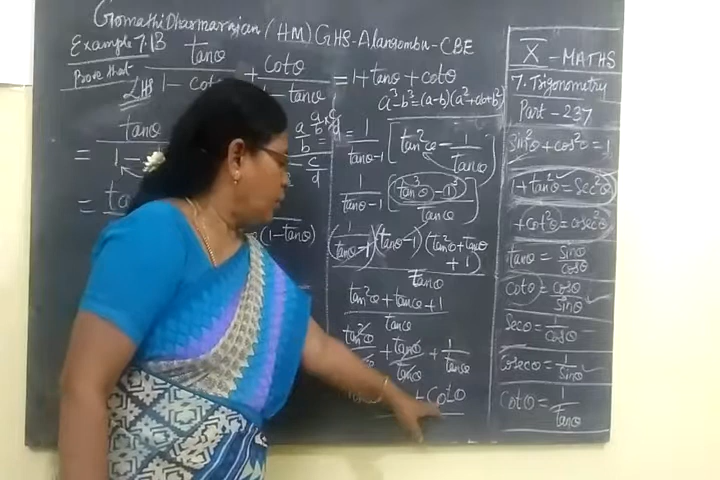 Gomathi Dharmarajan (HM) GHS-Alangombu-CBE
Example 7.13
Prove that
tanθ / 1 - cotθ + cotθ / 1 - tanθ = 1 + tanθ + cotθ
LHS
a³-b³=(a-b)(a²+ab+b²)
= tanθ / 1 -
= 1 / tanθ-1 [tan²θ - 1 / tanθ]
1 / tanθ-1 [tan³θ - 1³ / tanθ]
(1-tanθ)
(1 / tanθ-1)(tanθ-1)(tan²θ+tanθ+1) / tanθ
tan²θ + tanθ + 1 / tanθ
tan²θ + tanθ / tanθ + 1 / tanθ
+ cotθ
X - MATHS
7. Trigonometry
Part - 237
sin²θ + cos²θ = 1
1 + tan²θ = Sec²θ
1 + cot²θ = cosec²θ
tanθ = sinθ / cosθ
cotθ = cosθ / sinθ
Secθ = 1 / cosθ
cosecθ = 1 / sinθ
cotθ = 1 / tanθ